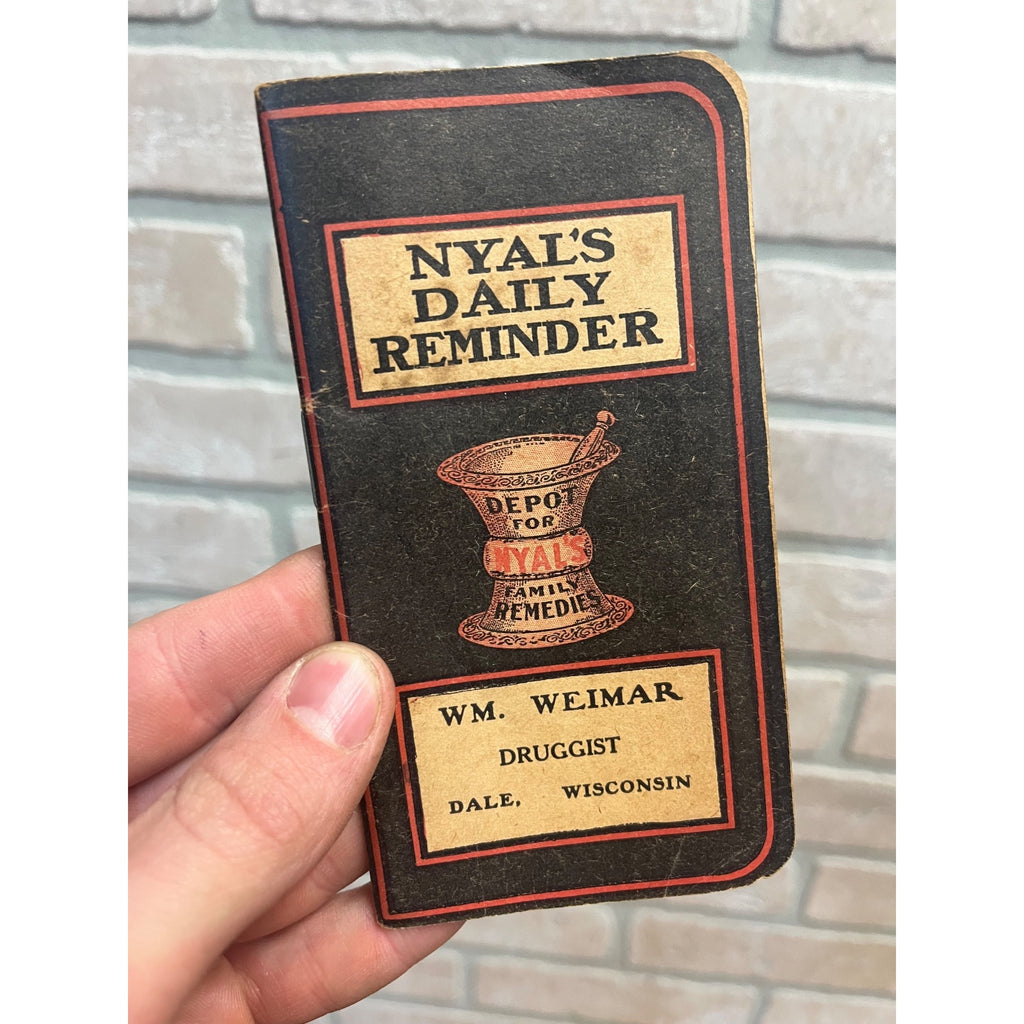 NYAL'S
DAILY
REMINDER
DEPOT
FOR
NYAL'S
FAMILY
REMEDIES
WM. WEIMAR
DRUGGIST
DALE, WISCONSIN